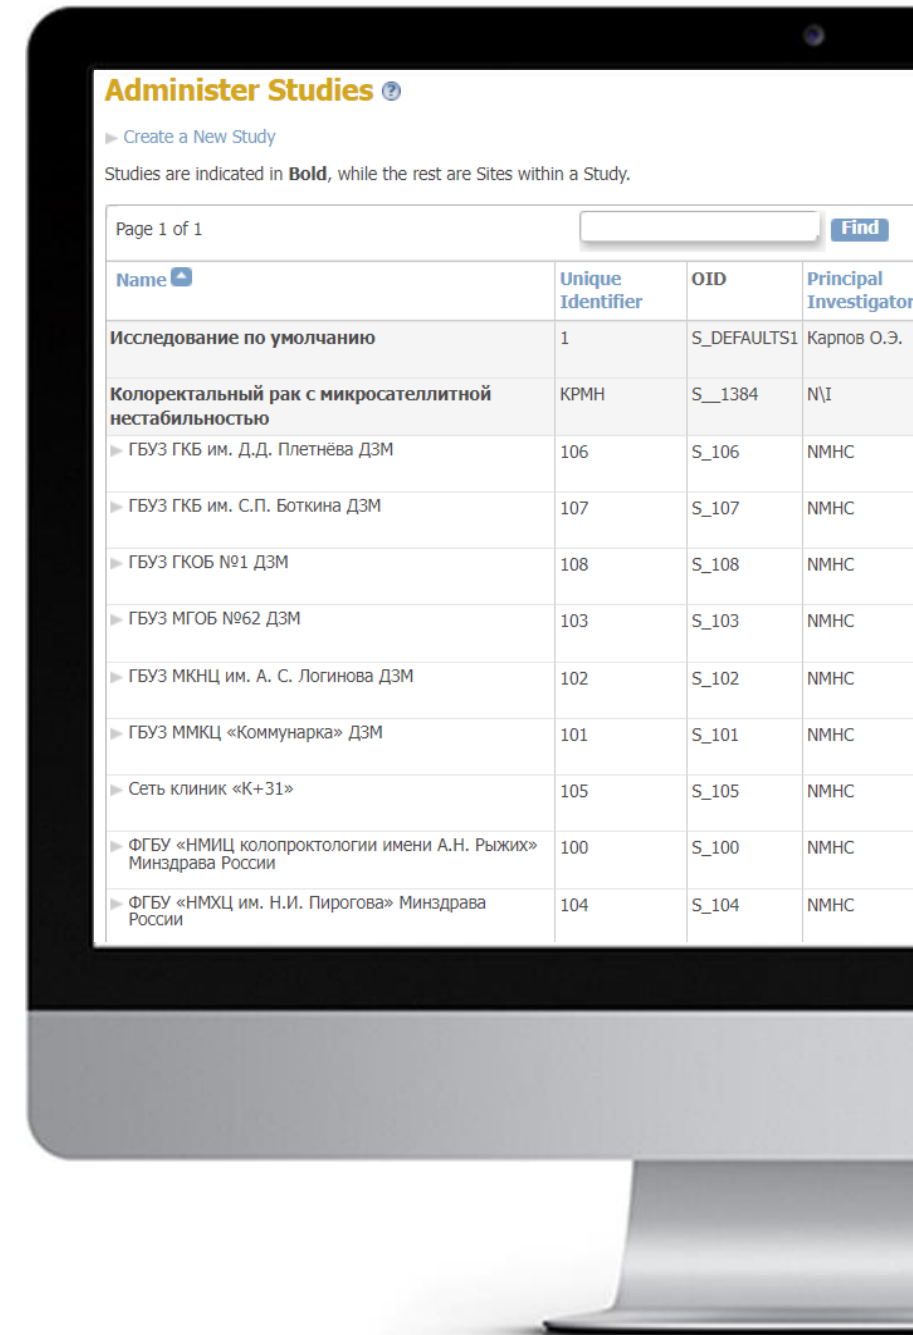 Administer Studies
Create a New Study
Studies are indicated in Bold, while the rest are Sites within a Study.
Page 1 of 1
Find
Name
Unique Identifier
OID
Principal Investigator
Исследование по умолчанию
1
S_DEFAULTS1
Карпов О.Э.
Колоректальный рак с микросателлитной
нестабильностью
КРМН
S__1384
N\I
ГБУЗ ГКБ им. Д.Д. Плетнёва ДЗМ
106
S_106
NMHC
ГБУЗ ГКБ им. С.П. Боткина ДЗМ
107
S_107
NMHC
ГБУЗ ГКОБ №1 ДЗМ
108
S_108
NMHC
ГБУЗ МГОБ №62 ДЗМ
103
S_103
NMHC
ГБУЗ МКНЦ им. А. С. Логинова ДЗМ
102
S_102
NMHC
ГБУЗ ММКЦ «Коммунарка» ДЗМ
101
S_101
NMHC
Сеть клиник «К+31»
105
S_105
NMHC
ФГБУ «НМИЦ колопроктологии имени А.Н. Рыжих»
Минздрава России
100
S_100
NMHC
ФГБУ «НМХЦ им. Н.И. Пирогова» Минздрава
России
104
S_104
NMHC